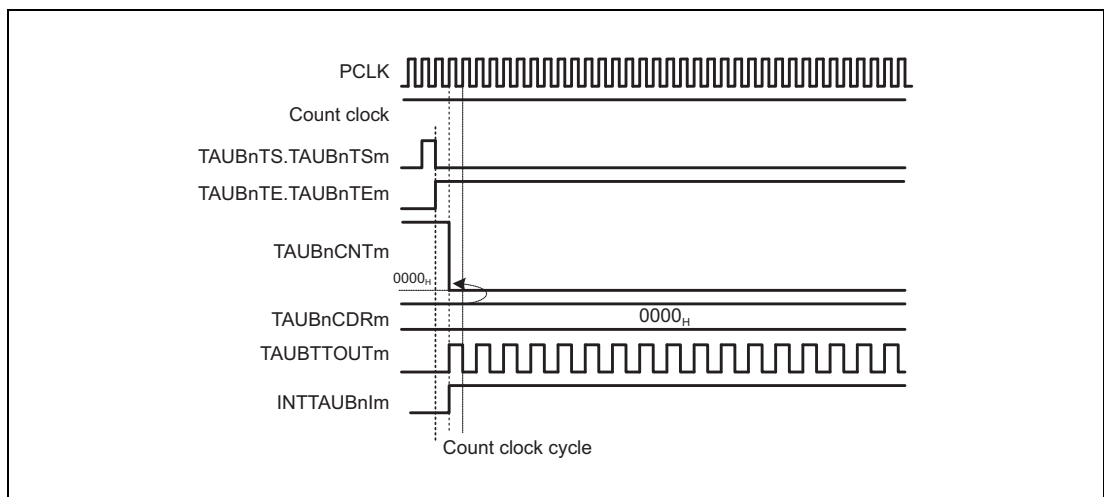 PCLK
Count clock
TAUBnTS.TAUBnTSm
TAUBnTE.TAUBnTEm
TAUBnCNTm
0000H
TAUBnCDRm
0000H
TAUBTTOUTm
INTTAUBnIm
Count clock cycle